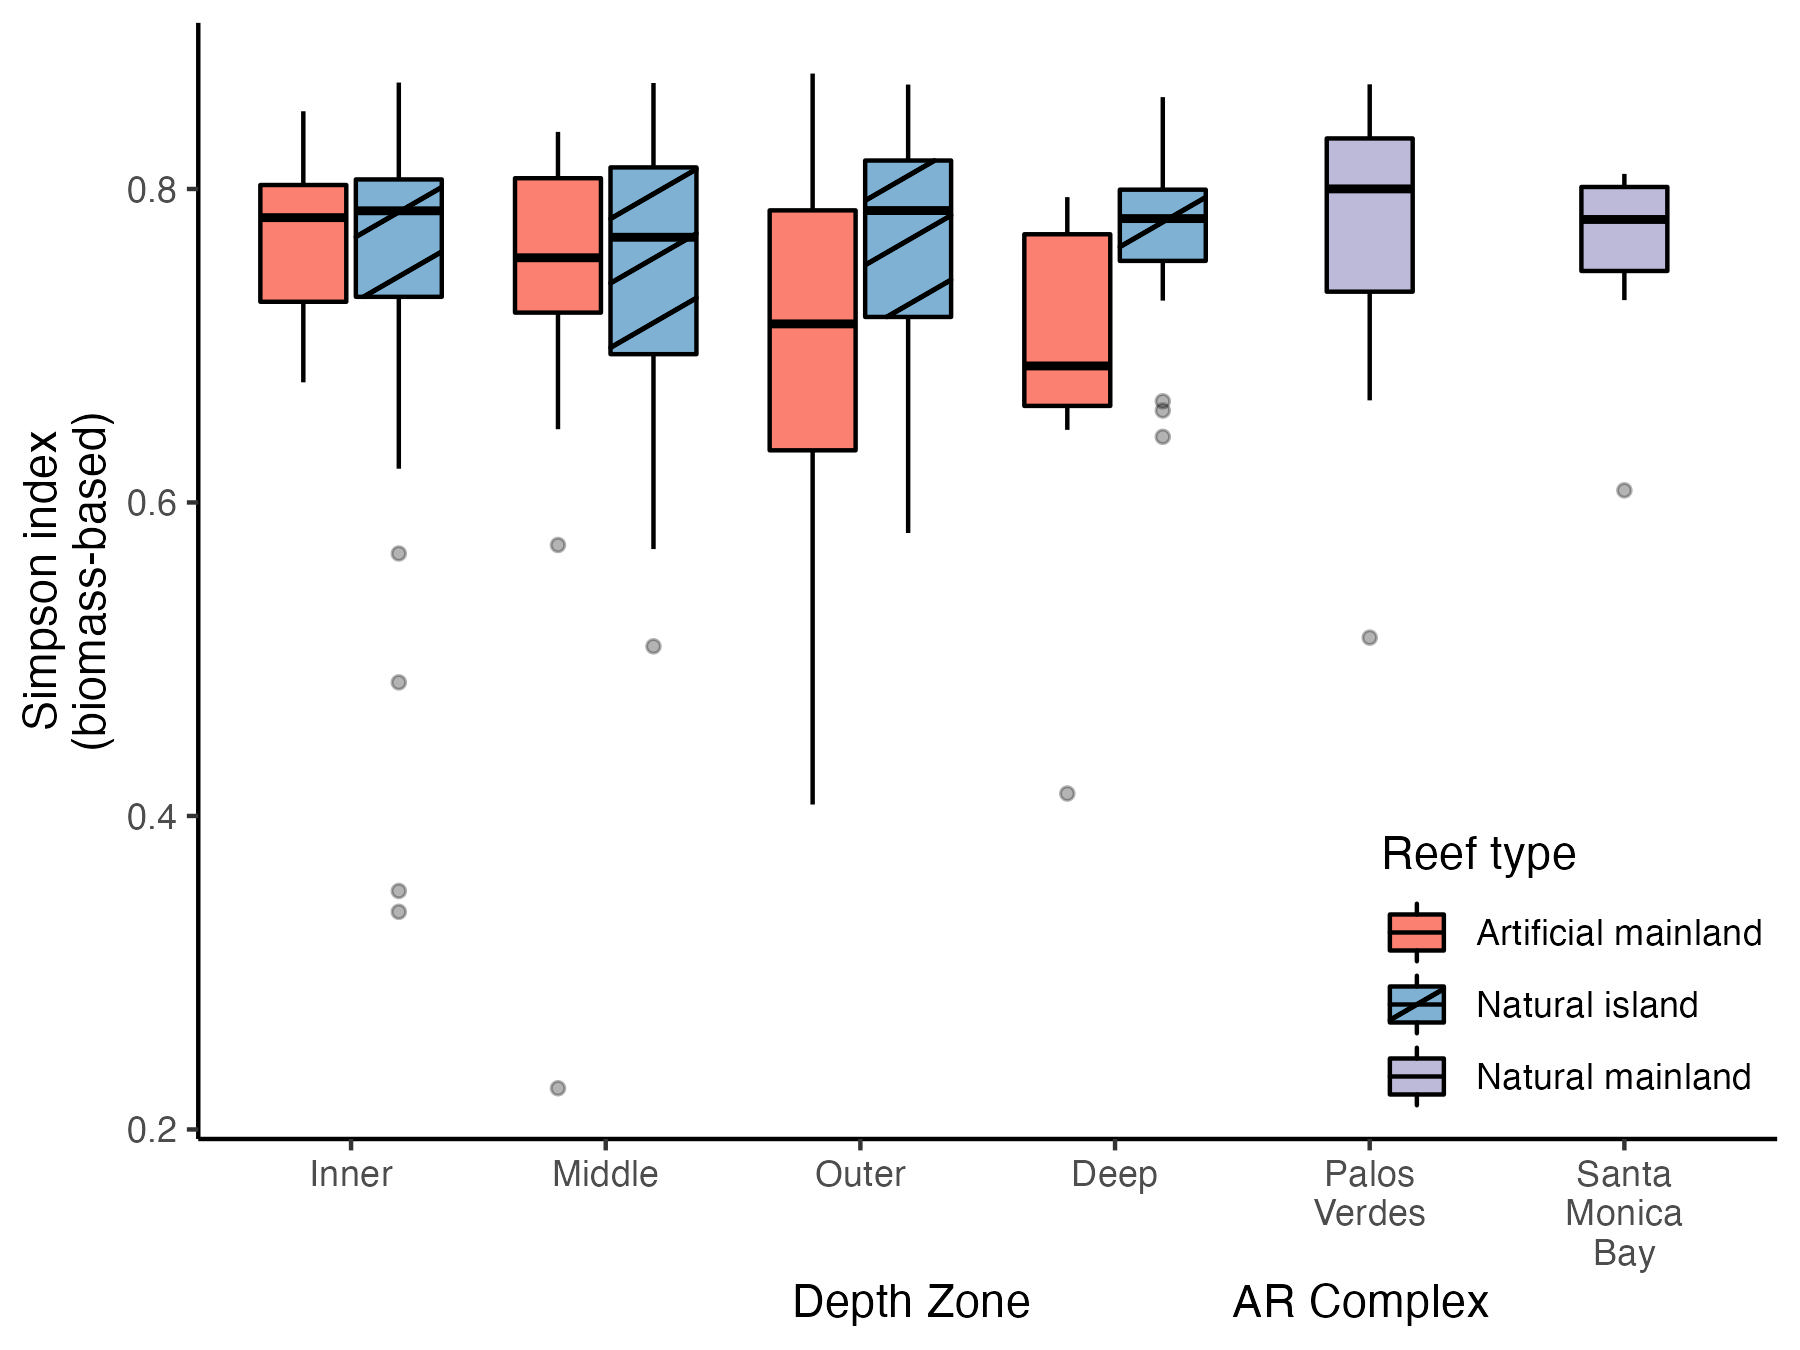 Simpson index
(biomass-based)
0.8
0.6
0.4
0.2
Reef type
Artificial mainland
Natural island
Natural mainland
Inner
Middle
Outer
Deep
Palos
Verdes
Santa
Monica
Bay
Depth Zone
AR Complex